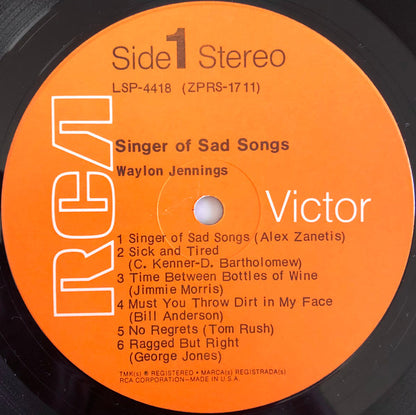 Side 1 Stereo
LSP-4418 (ZPRS-1711)
RCA
Singer of Sad Songs
Waylon Jennings
Victor
1 Singer of Sad Songs (Alex Zanetis)
2 Sick and Tired
(C. Kenner-D. Bartholomew)
3 Time Between Bottles of Wine
(Jimmie Morris)
4 Must You Throw Dirt in My Face
(Bill Anderson)
5 No Regrets (Tom Rush)
6 Ragged But Right
(George Jones)
TMK(s) ® REGISTERED • MARCA(s) REGISTRADA(s)
RCA CORPORATION—MADE IN U.S.A.